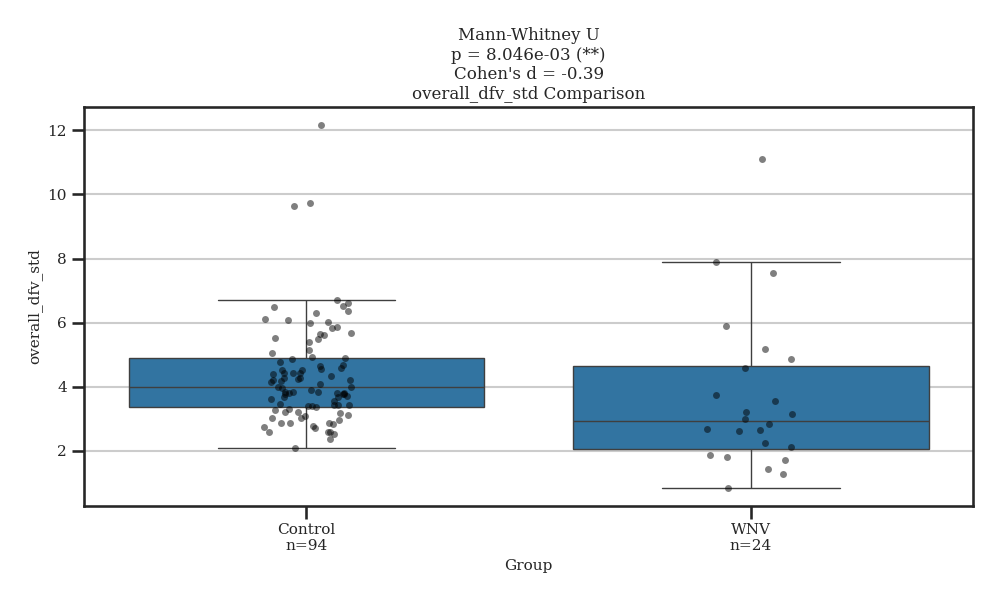 Mann-Whitney U
p = 8.046e-03 (**)
Cohen's d = -0.39
overall_dfv_std Comparison
overall_dfv_std
12
10
8
6
4
2
Control
n=94
WNV
n=24
Group